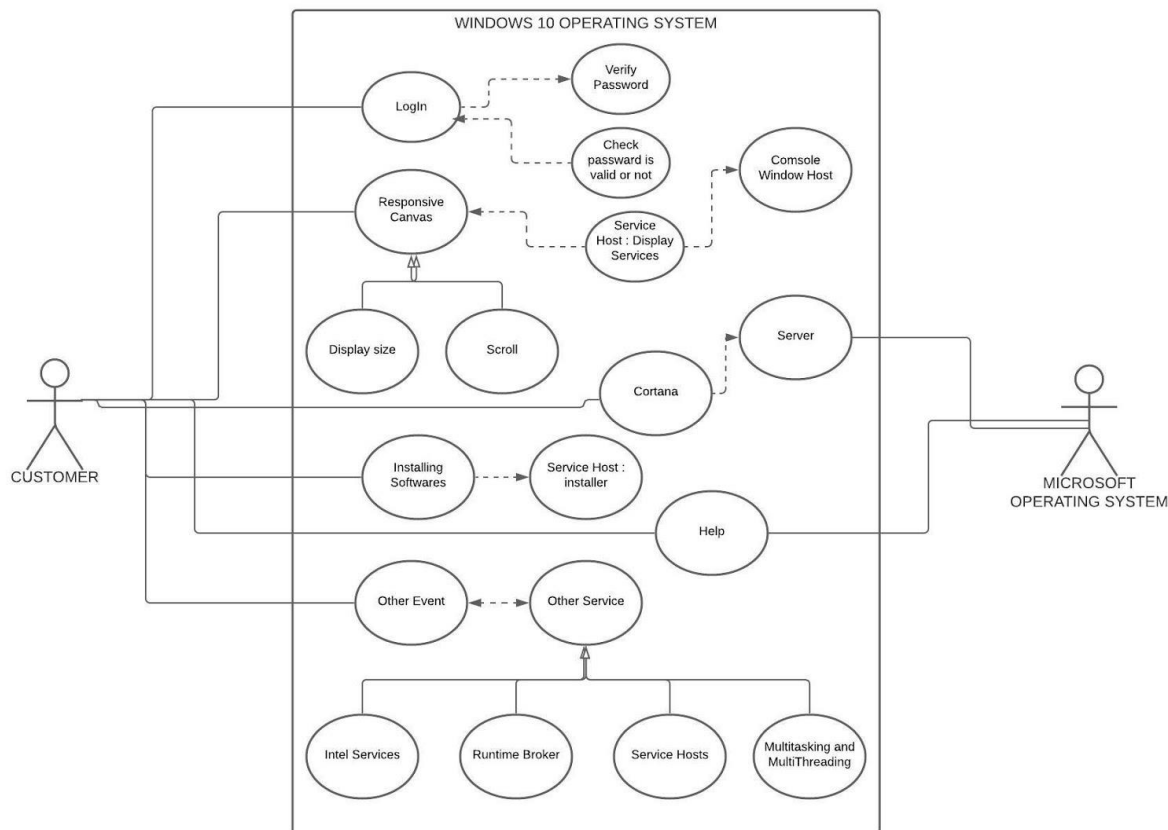 WINDOWS 10 OPERATING SYSTEM
LogIn
Verify
Password
Check
password is
valid or not
Comsole
Window Host
Responsive
Canvas
Service
Host : Display
Services
Display size
Scroll
Server
Cortana
CUSTOMER
Installing
Softwares
Service Host :
installer
MICROSOFT
OPERATING SYSTEM
Help
Other Event
Other Service
Intel Services
Runtime Broker
Service Hosts
Multitasking and
MultiThreading